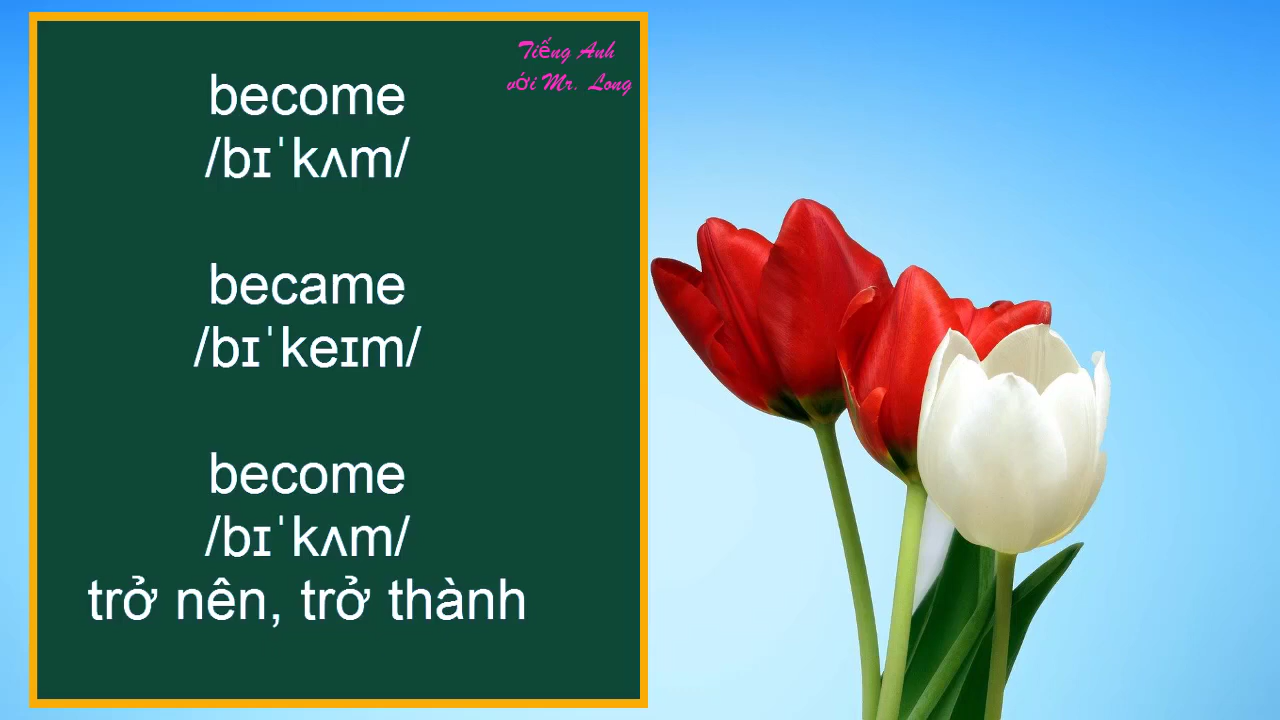 Tiếng Anh
với Mr. Long
become
/bɪˈkʌm/
became
/bɪˈkeɪm/
become
/bɪˈkʌm/
trở nên, trở thành